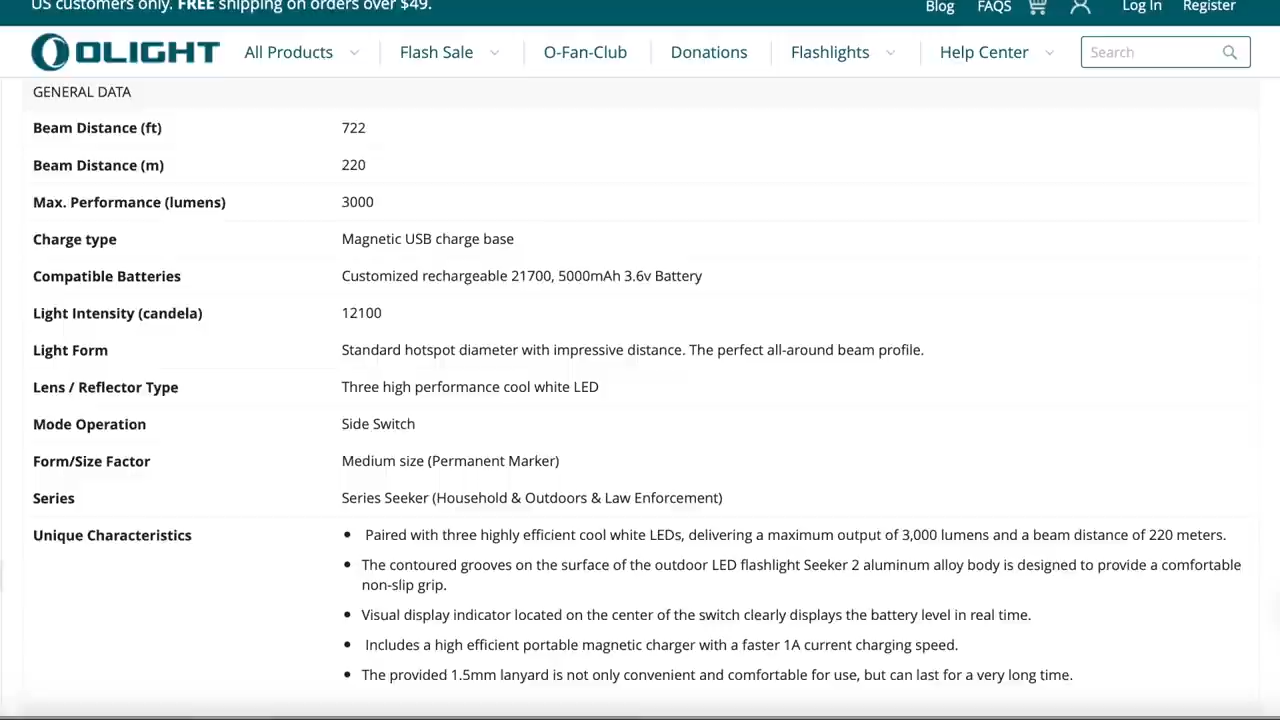 US customers only. FREE shipping on orders over $49.
Blog FAQS Log In Register
OLIGHT All Products Flash Sale O-Fan-Club Donations Flashlights Help Center Search
GENERAL DATA
Beam Distance (ft) 722
Beam Distance (m) 220
Max. Performance (lumens) 3000
Charge type Magnetic USB charge base
Compatible Batteries Customized rechargeable 21700, 5000mAh 3.6v Battery
Light Intensity (candela) 12100
Light Form Standard hotspot diameter with impressive distance. The perfect all-around beam profile.
Lens / Reflector Type Three high performance cool white LED
Mode Operation Side Switch
Form/Size Factor Medium size (Permanent Marker)
Series Series Seeker (Household & Outdoors & Law Enforcement)
Unique Characteristics • Paired with three highly efficient cool white LEDs, delivering a maximum output of 3,000 lumens and a beam distance of 220 meters.
• The contoured grooves on the surface of the outdoor LED flashlight Seeker 2 aluminum alloy body is designed to provide a comfortable
non-slip grip.
• Visual display indicator located on the center of the switch clearly displays the battery level in real time.
• Includes a high efficient portable magnetic charger with a faster 1A current charging speed.
• The provided 1.5mm lanyard is not only convenient and comfortable for use, but can last for a very long time.